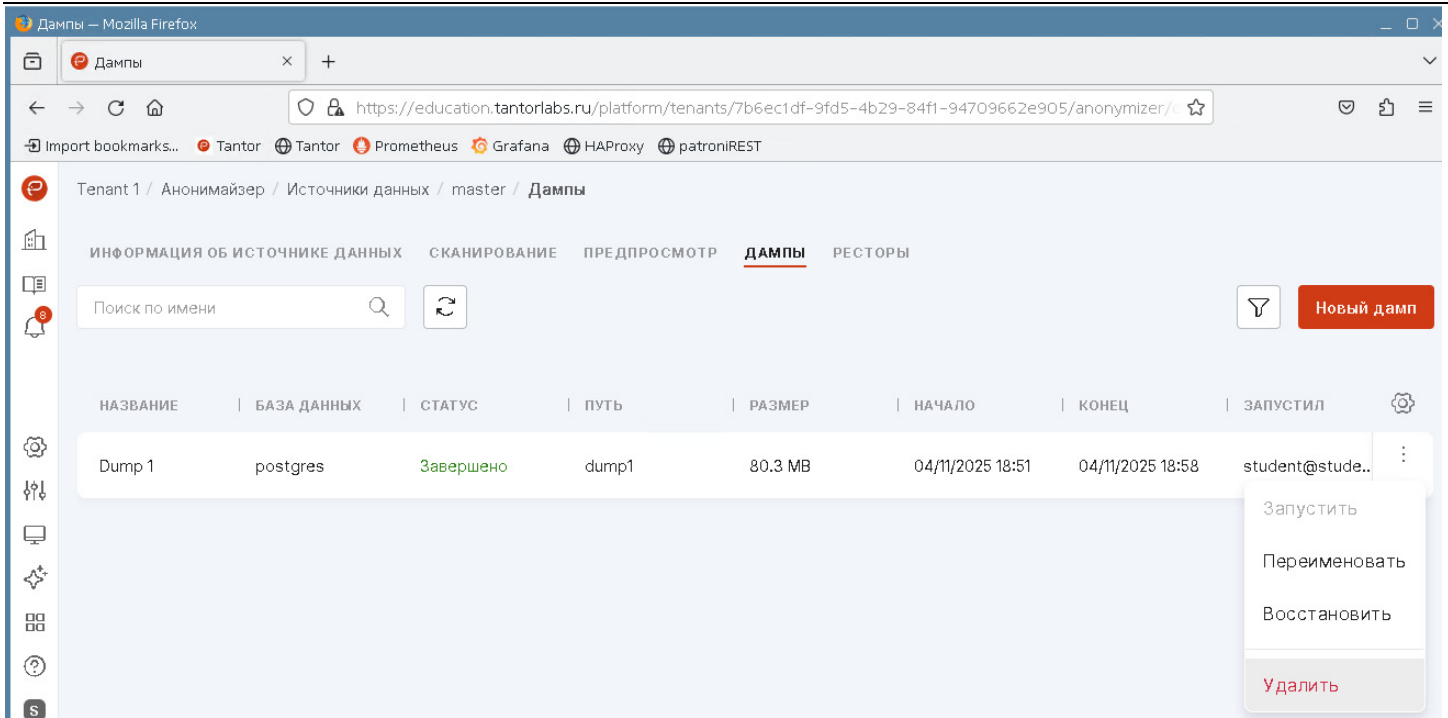 Дампы — Mozilla Firefox
Дампы
https://education.tantorlabs.ru/platform/tenants/7b6ec1df-9fd5-4b29-84f1-94709662e905/anonymizer/
Import bookmarks... Tantor Tantor Prometheus Grafana HAProxy patroniREST
Tenant 1 / Анонимайзер / Источники данных / master / Дампы
ИНФОРМАЦИЯ ОБ ИСТОЧНИКЕ ДАННЫХ СКАНИРОВАНИЕ ПРЕДПРОСМОТР ДАМПЫ РЕСТОРЫ
8
Поиск по имени
Новый дамп
НАЗВАНИЕ БАЗА ДАННЫХ СТАТУС ПУТЬ РАЗМЕР НАЧАЛО КОНЕЦ ЗАПУСТИЛ
Dump 1 postgres Завершено dump1 80.3 MB 04/11/2025 18:51 04/11/2025 18:58 student@stude..
Запустить
Переименовать
Восстановить
Удалить
S